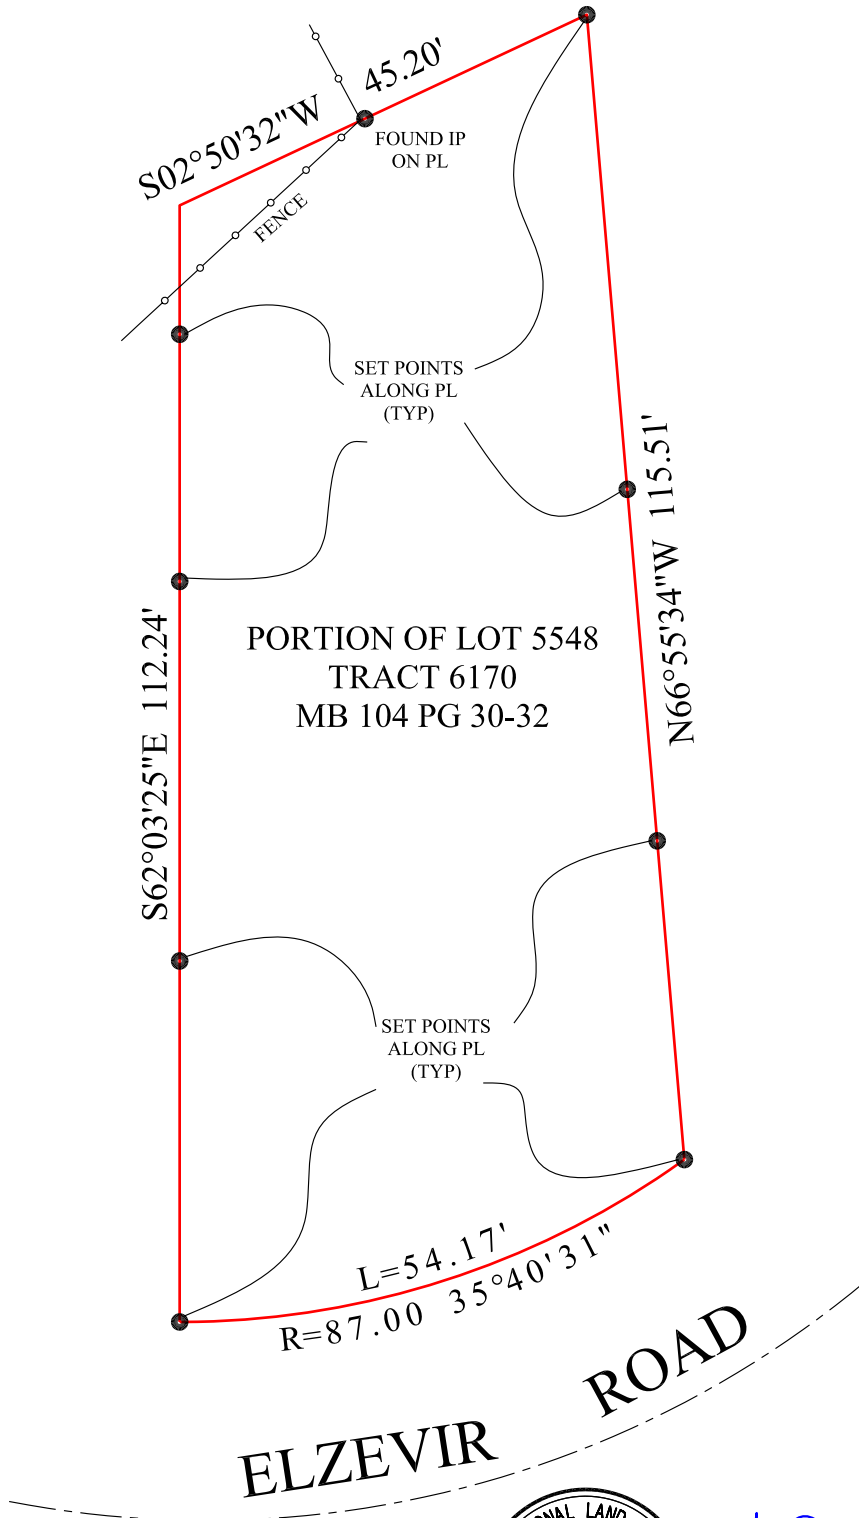 S02°50'32"W 45.20'
FOUND IP
ON PL
FENCE
SET POINTS
ALONG PL
(TYP)
N66°55'34"W 115.51'
PORTION OF LOT 5548
TRACT 6170
MB 104 PG 30-32
S62°03'25"E 112.24'
SET POINTS
ALONG PL
(TYP)
L=54.17'
R=87.00 35°40'31"
ELZEVIR ROAD
LAND